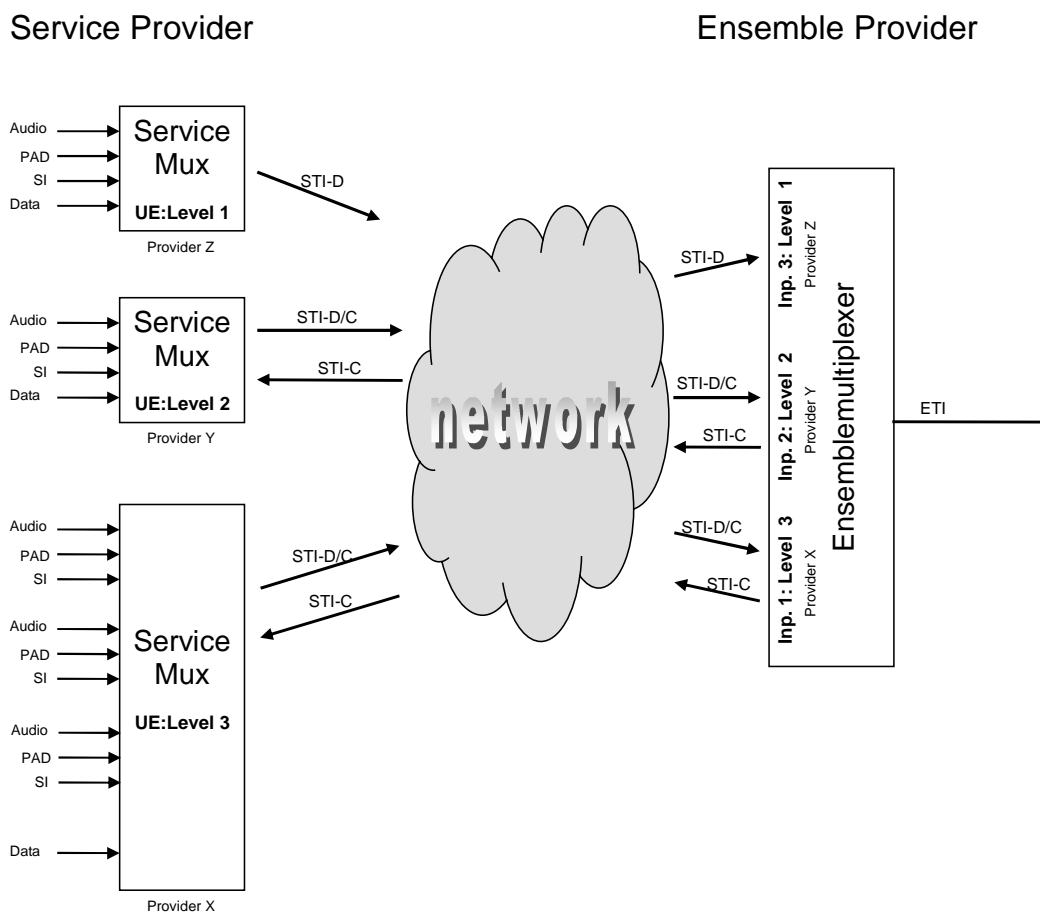 Service Provider
Ensemble Provider
Audio
PAD
SI
Data
Service
Mux
UE:Level 1
Provider Z
STI-D
Audio
PAD
SI
Data
Service
Mux
UE:Level 2
Provider Y
STI-D/C
STI-C
Audio
PAD
SI
Audio
PAD
SI
Audio
PAD
SI
Data
Service
Mux
UE:Level 3
Provider X
STI-D/C
STI-C
network
STI-D
STI-D/C
STI-C
STI-D/C
STI-C
Inp. 3: Level 1
Provider Z
Inp. 2: Level 2
Provider Y
Inp. 1: Level 3
Provider X
Ensemblemultiplexer
ETI